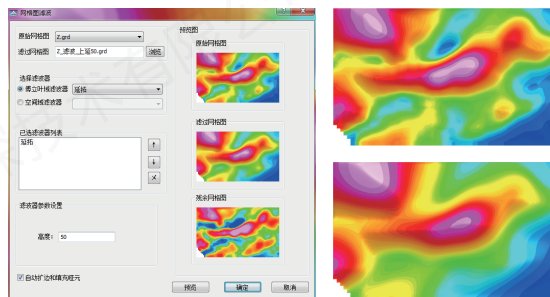 网格图滤波
原始网格图 Z.grd
滤过网格图 Z_滤波_上延50.grd 浏览
选择滤波器
傅立叶域滤波器 延拓
空间域滤波器
已选滤波器列表
延拓
滤波器参数设置
高度: 50
自动扩边和填充哑元
预览图
原始网格图
滤过网格图
残余网格图
预览 确定 取消